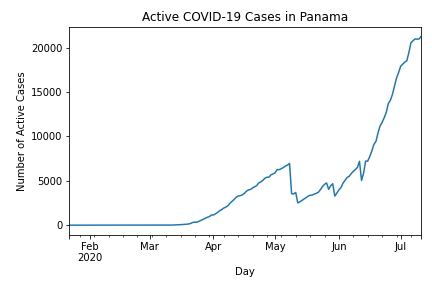 Active COVID-19 Cases in Panama
Number of Active Cases
20000
15000
10000
5000
0
Feb
2020
Mar
Apr
May
Jun
Jul
Day